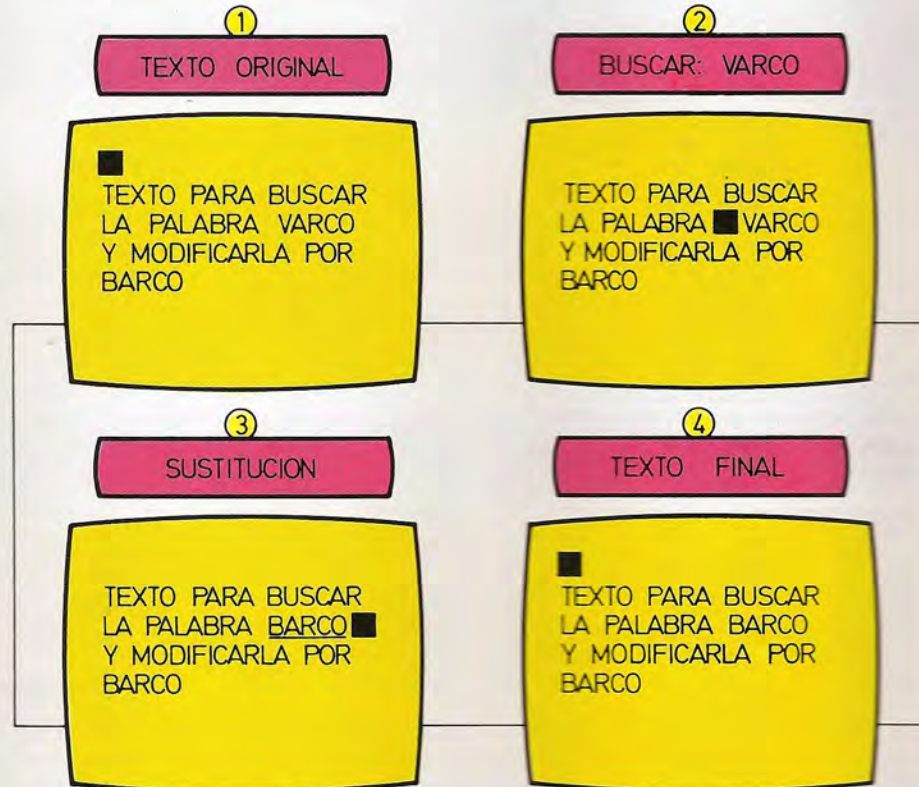 1
TEXTO ORIGINAL
TEXTO PARA BUSCAR
LA PALABRA VARCO
Y MODIFICARLA POR
BARCO
2
BUSCAR: VARCO
TEXTO PARA BUSCAR
LA PALABRA VARCO
Y MODIFICARLA POR
BARCO
3
SUSTITUCION
TEXTO PARA BUSCAR
LA PALABRA BARCO
Y MODIFICARLA POR
BARCO
4
TEXTO FINAL
TEXTO PARA BUSCAR
LA PALABRA BARCO
Y MODIFICARLA POR
BARCO